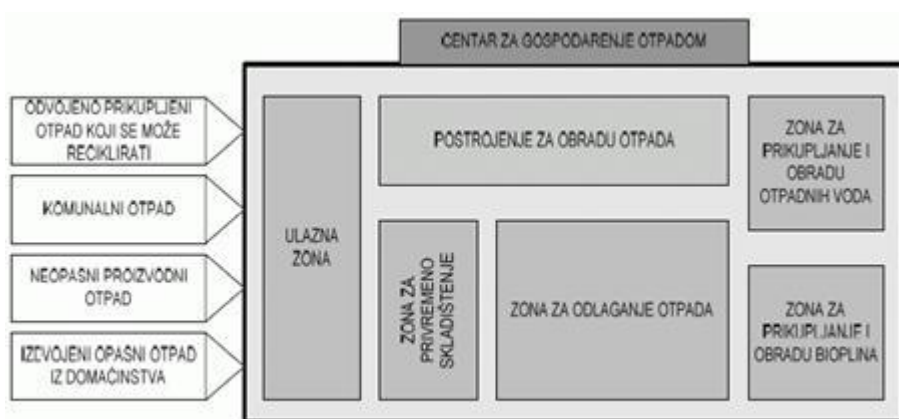 CENTAR ZA GOSPODARENJE OTPADOM
ODVOJENO PRIKUPLJENI
OTPAD KOJI SE MOŽE
RECIKLIRATI
KOMUNALNI OTPAD
NEOPASNI PROIZVODNI
OTPAD
IZDVOJENI OPASNI OTPAD
IZ DOMAĆINSTVA
ULAZNA
ZONA
POSTROJENJE ZA OBRADU OTPADA
ZONA ZA
PRIVREMENO
SKLADIŠTENJE
ZONA ZA ODLAGANJE OTPADA
ZONA ZA
PRIKUPLJANJE I
OBRADU
OTPADNIH VODA
ZONA ZA
PRIKUPLJANJE I
OBRADU BIOPLINA